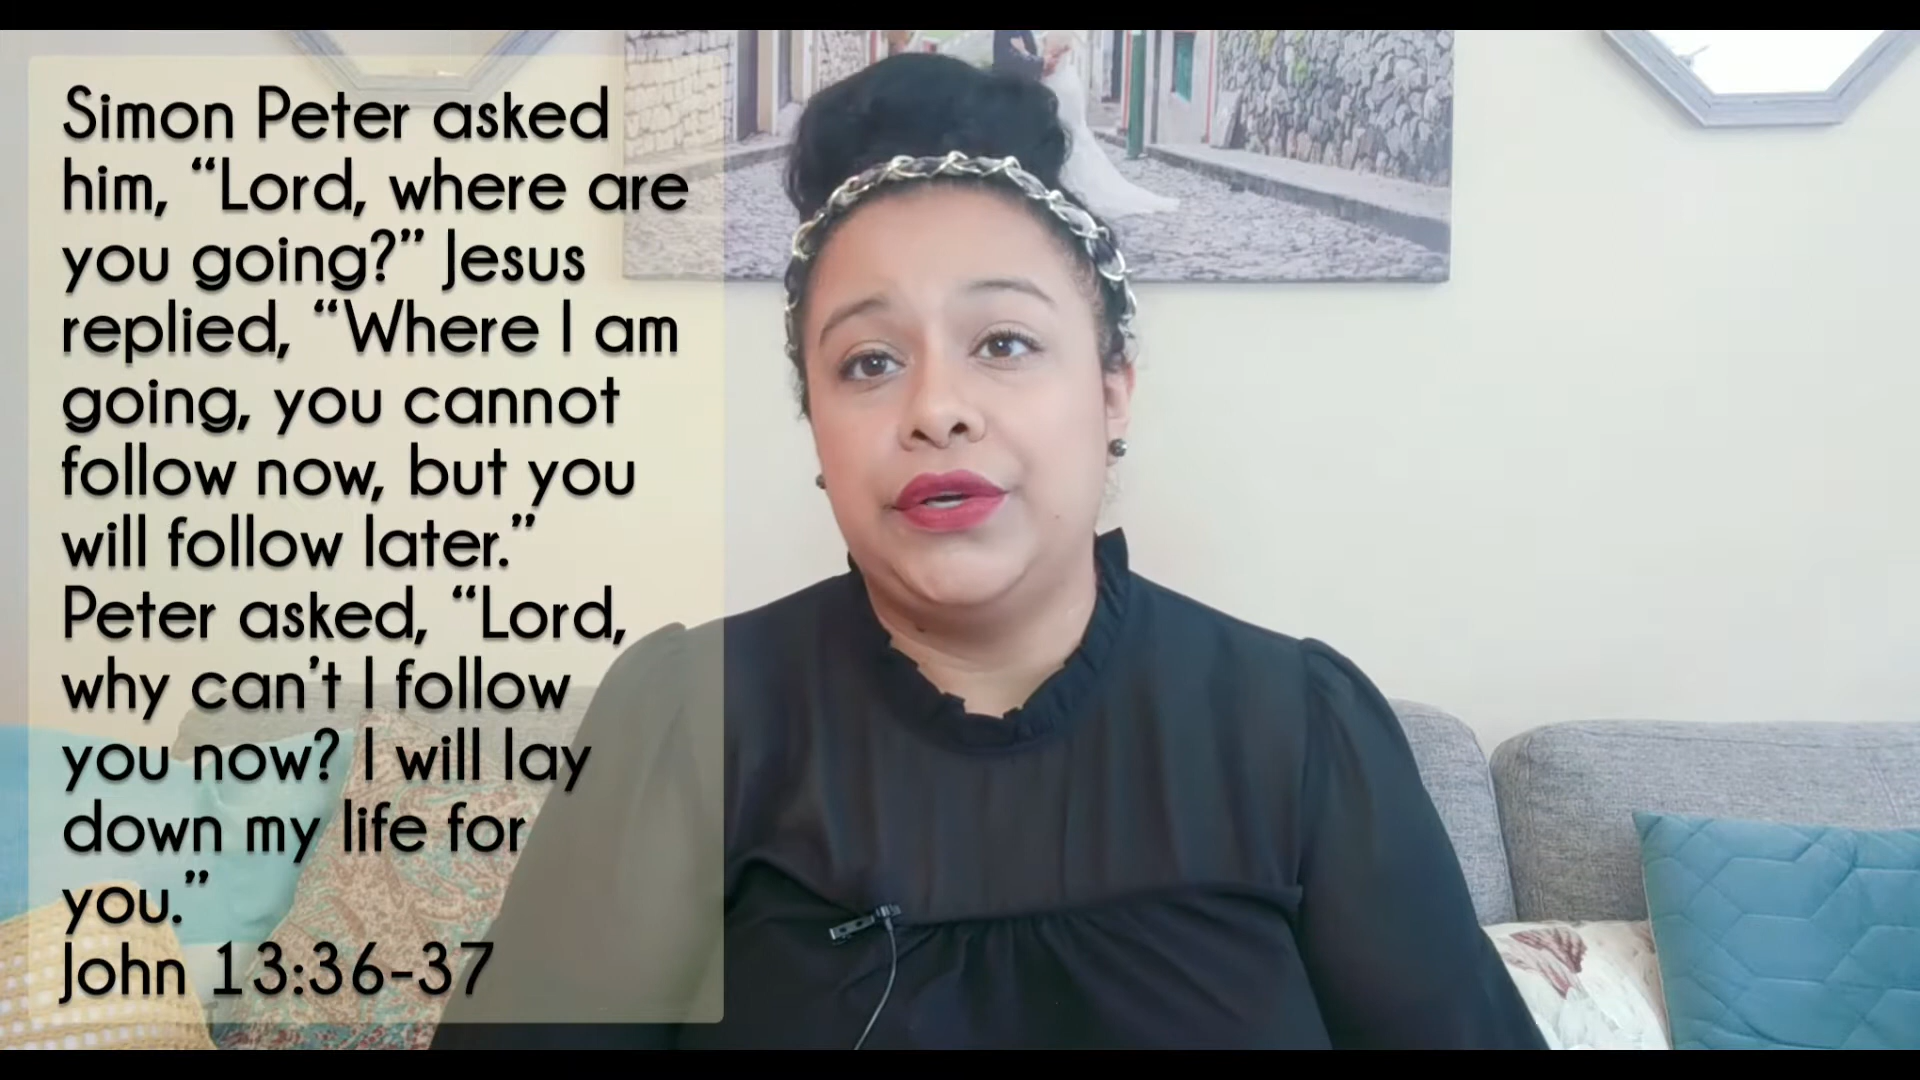 Simon Peter asked
him, “Lord, where are
you going?” Jesus
replied, “Where I am
going, you cannot
follow now, but you
will follow later.”
Peter asked, “Lord,
why can’t I follow
you now? I will lay
down my life for
you.”
John 13:36-37